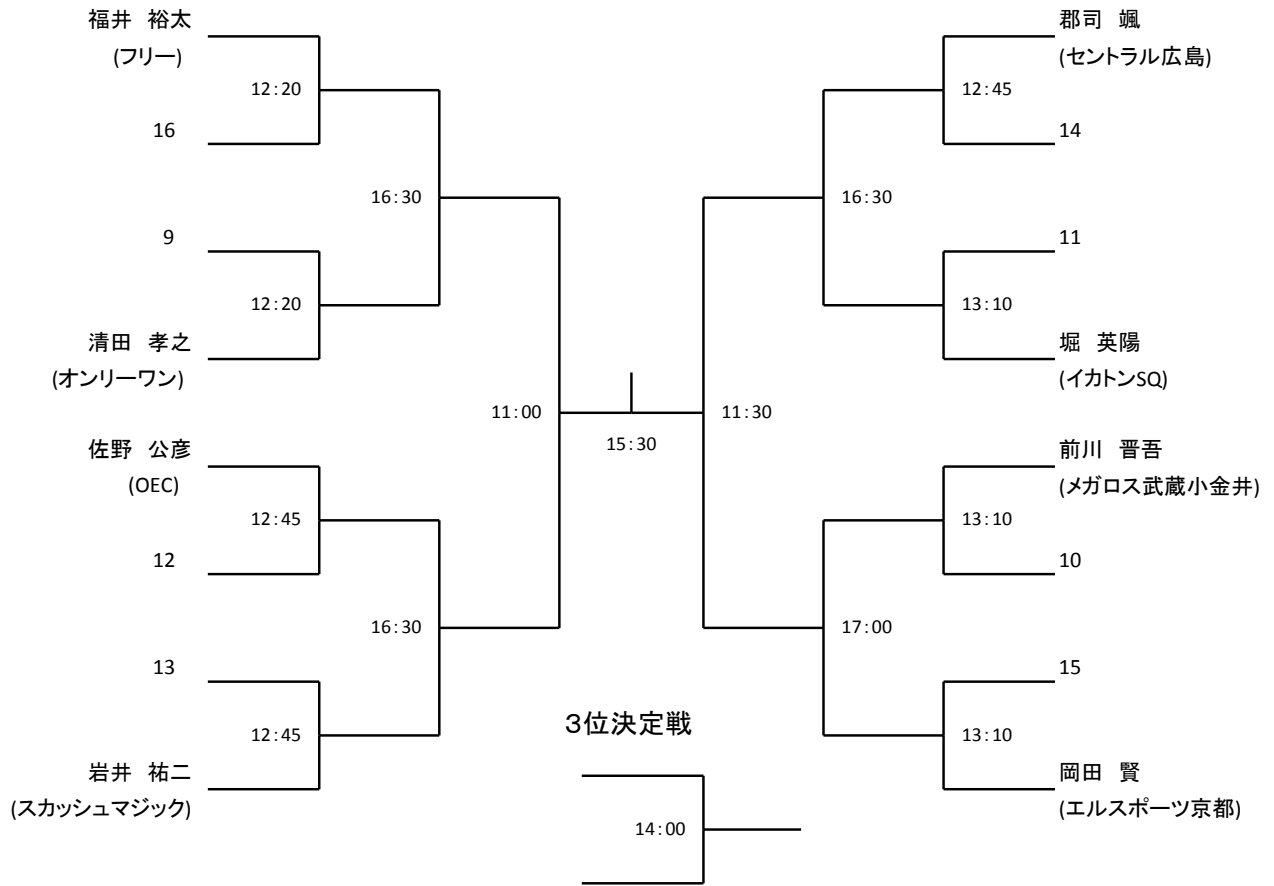 福井 裕太
(フリー)
12:20
16
16:30
9
12:20
清田 孝之
(オンリーワン)
11:00
佐野 公彦
(OEC)
12:45
12
16:30
13
12:45
岩井 祐二
(スカッシュマジック)
15:30
3位決定戦
14:00
郡司 颯
(セントラル広島)
12:45
14
16:30
11
13:10
堀 英陽
(イカトンSQ)
11:30
前川 晋吾
(メガロス武蔵小金井)
13:10
10
17:00
15
13:10
岡田 賢
(エルスポーツ京都)